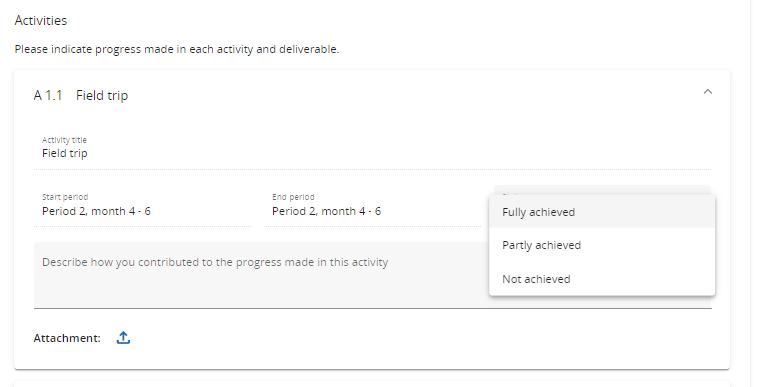 Activities
Please indicate progress made in each activity and deliverable.
A 1.1 Field trip
Activity title
Field trip
Start period
Period 2, month 4 - 6
End period
Period 2, month 4 - 6
Fully achieved
Partly achieved
Not achieved
Describe how you contributed to the progress made in this activity
Attachment: